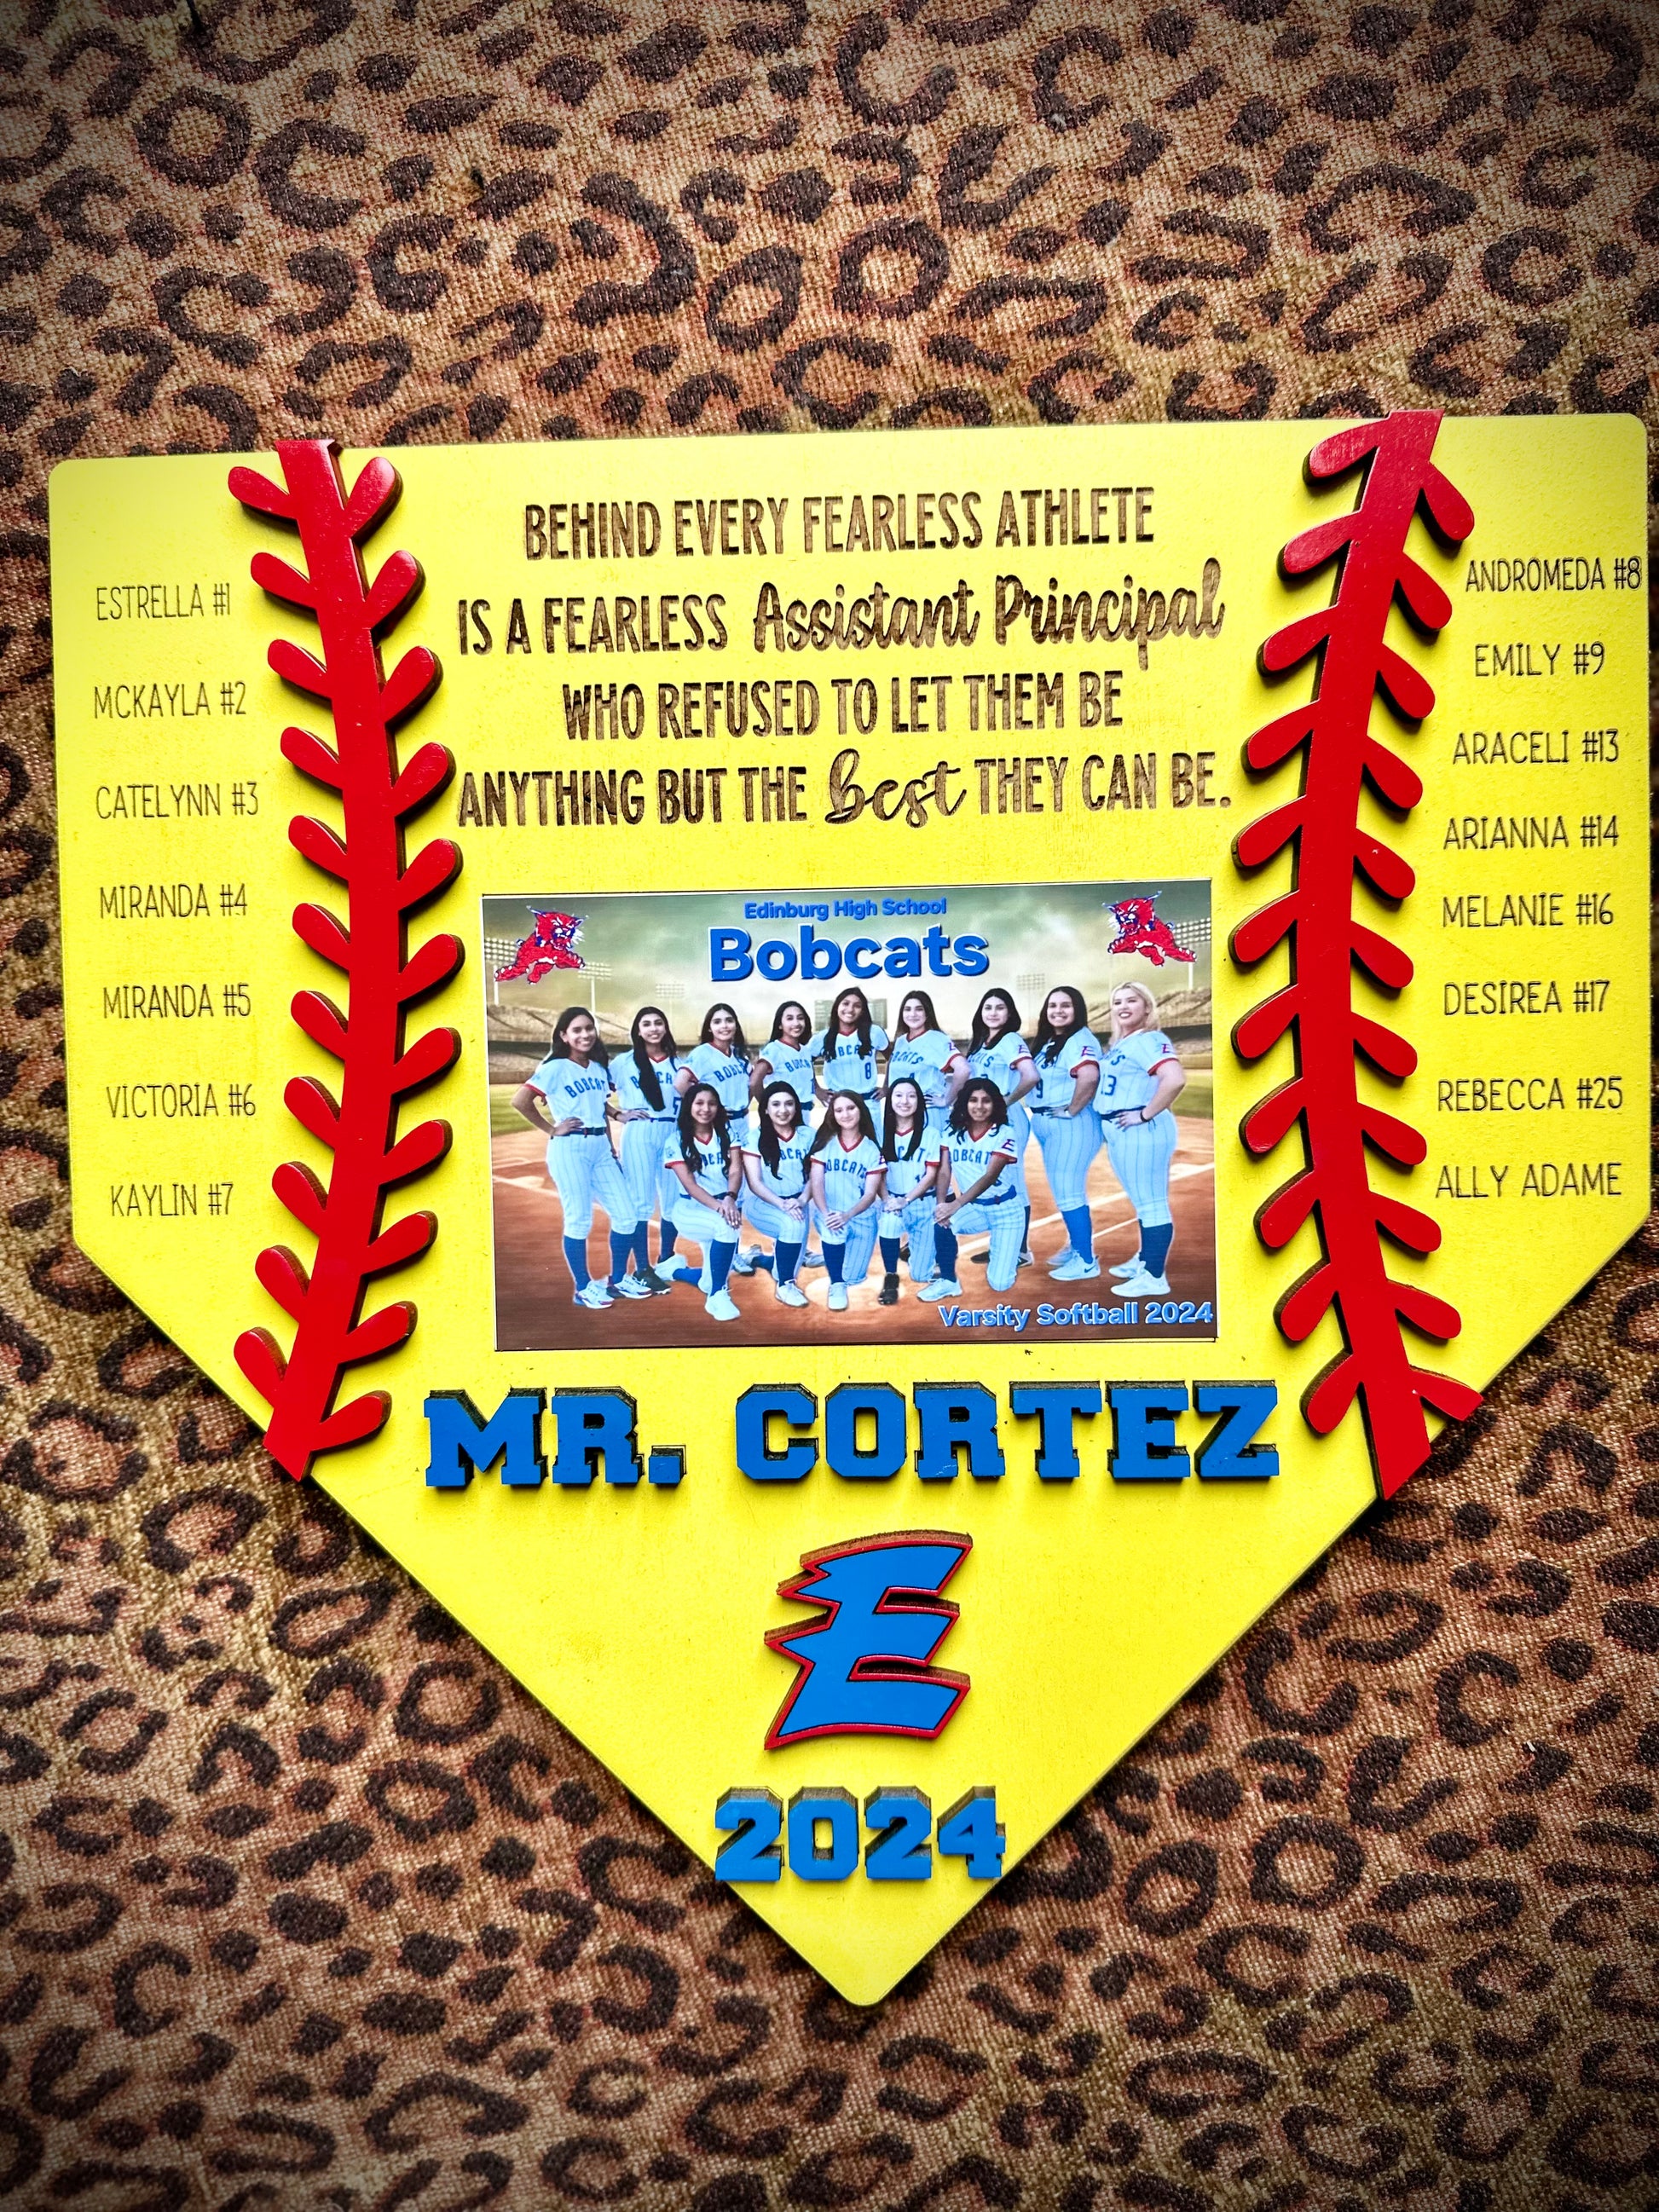 BEHIND EVERY FEARLESS ATHLETE
IS A FEARLESS Assistant Principal
WHO REFUSED TO LET THEM BE
ANYTHING BUT THE best THEY CAN BE.
ESTRELLA #1
MCKAYLA #2
CATELYNN #3
MIRANDA #4
MIRANDA #5
VICTORIA #6
KAYLIN #7
ANDROMEDA #8
EMILY #9
ARACELI #13
ARIANNA #14
MELANIE #16
DESIREA #17
REBECCA #25
ALLY ADAME
Edinburg High School
Bobcats
Varsity Softball 2024
MR. CORTEZ
E
2024